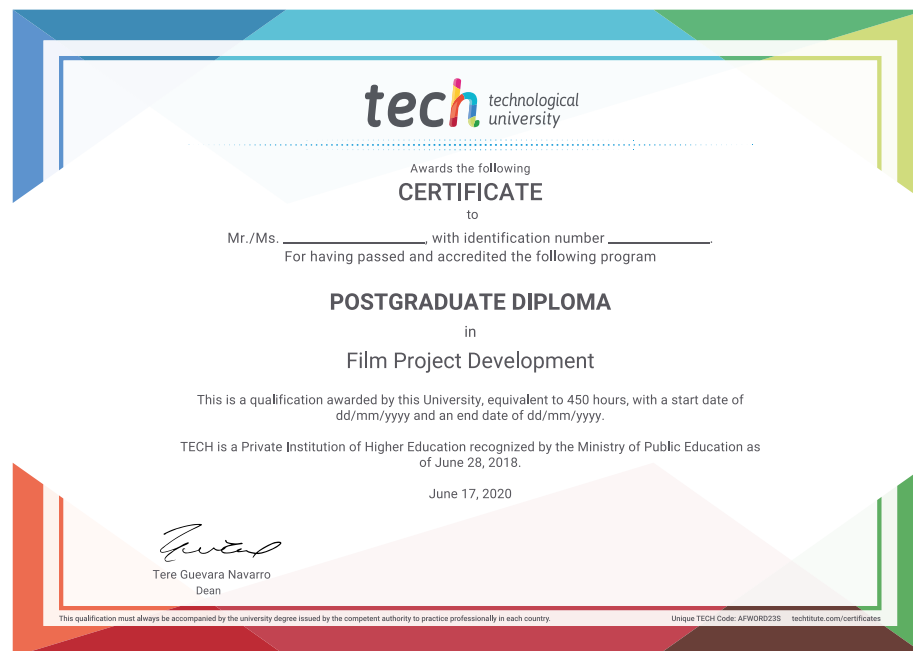 tech technological
university
Awards the following
CERTIFICATE
to
Mr./Ms. ____________________, with identification number ______________.
For having passed and accredited the following program
POSTGRADUATE DIPLOMA
in
Film Project Development
This is a qualification awarded by this University, equivalent to 450 hours, with a start date of
dd/mm/yyyy and an end date of dd/mm/yyyy.
TECH is a Private Institution of Higher Education recognized by the Ministry of Public Education as
of June 28, 2018.
June 17, 2020
Tere Guevara Navarro
Dean
This qualification must always be accompanied by the university degree issued by the competent authority to practice professionally in each country. Unique TECH Code: AFWORD23S techtitute.com/certificates